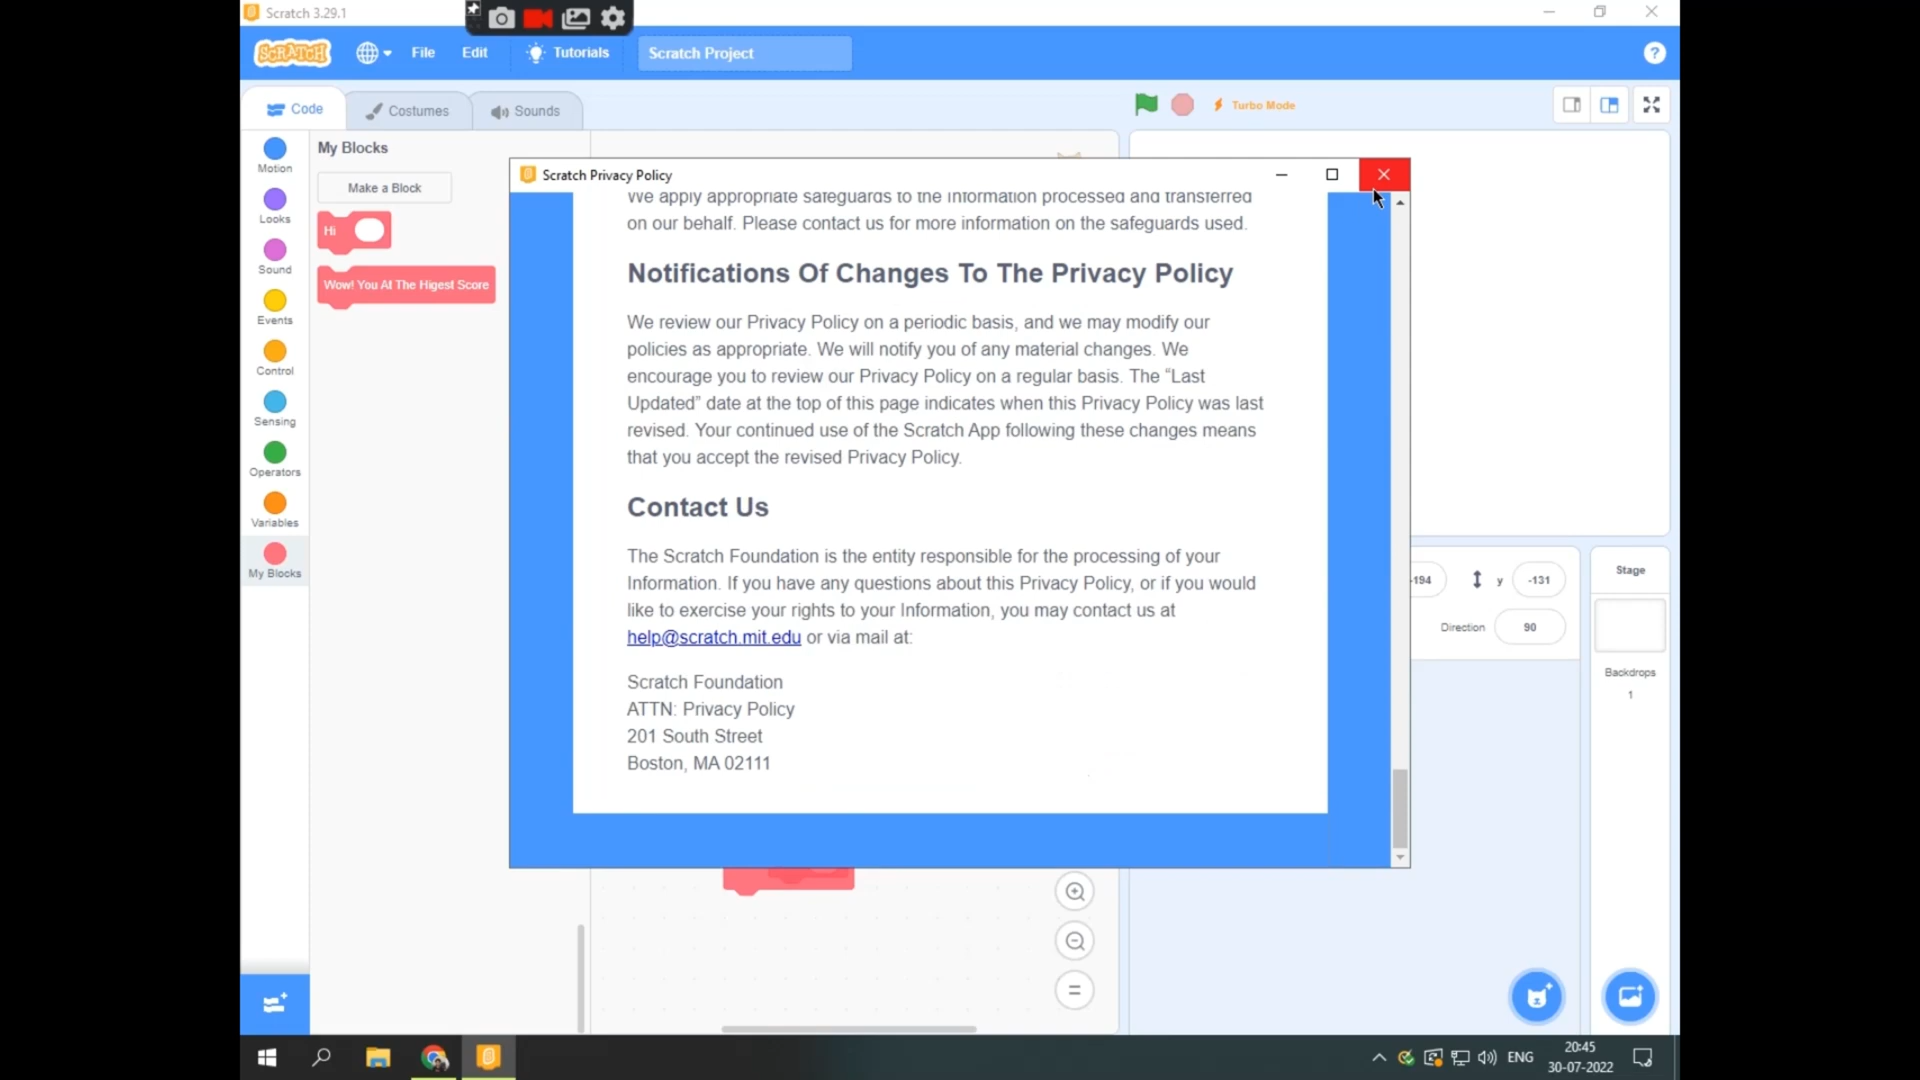 Scratch 3.29.1
SCRATCH
File
Edit
Tutorials
Scratch Project
?
Code
Costumes
Sounds
Turbo Mode
Motion
Looks
Sound
Events
Control
Sensing
Operators
Variables
My Blocks
My Blocks
Make a Block
Hi
Wow! You At The Higest Score
Scratch Privacy Policy
We apply appropriate safeguards to the Information processed and transferred
on our behalf. Please contact us for more information on the safeguards used.
Notifications Of Changes To The Privacy Policy
We review our Privacy Policy on a periodic basis, and we may modify our
policies as appropriate. We will notify you of any material changes. We
encourage you to review our Privacy Policy on a regular basis. The “Last
Updated” date at the top of this page indicates when this Privacy Policy was last
revised. Your continued use of the Scratch App following these changes means
that you accept the revised Privacy Policy.
Contact Us
The Scratch Foundation is the entity responsible for the processing of your
Information. If you have any questions about this Privacy Policy, or if you would
like to exercise your rights to your Information, you may contact us at
help@scratch.mit.edu or via mail at:
Scratch Foundation
ATTN: Privacy Policy
201 South Street
Boston, MA 02111
-194
y
-131
Direction
90
Stage
Backdrops
1
ENG
20:45
30-07-2022